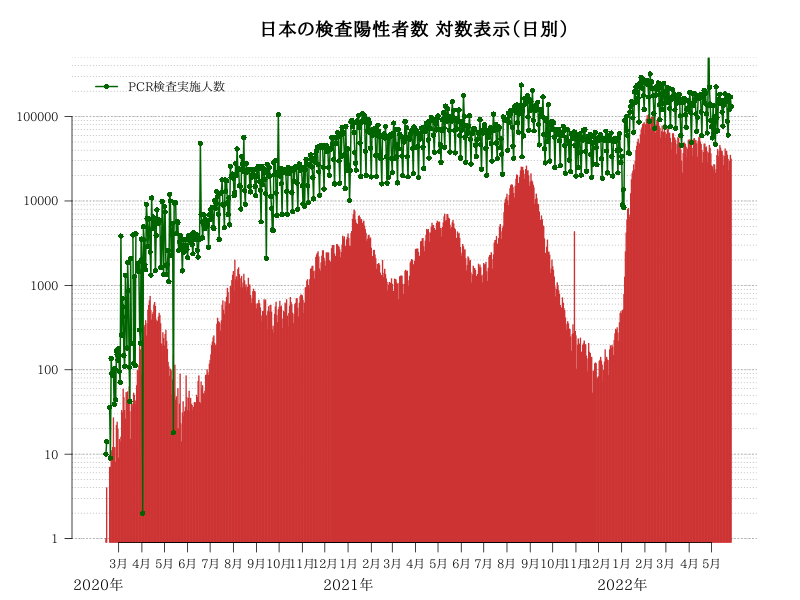 日本の検査陽性者数 対数表示（日別）
PCR検査実施人数
100000
10000
1000
100
10
1
3月 4月 5月 6月 7月 8月 9月 10月 11月 12月 1月 2月 3月 4月 5月 6月 7月 8月 9月 10月 11月 12月 1月 2月 3月 4月 5月
2020年 2021年 2022年